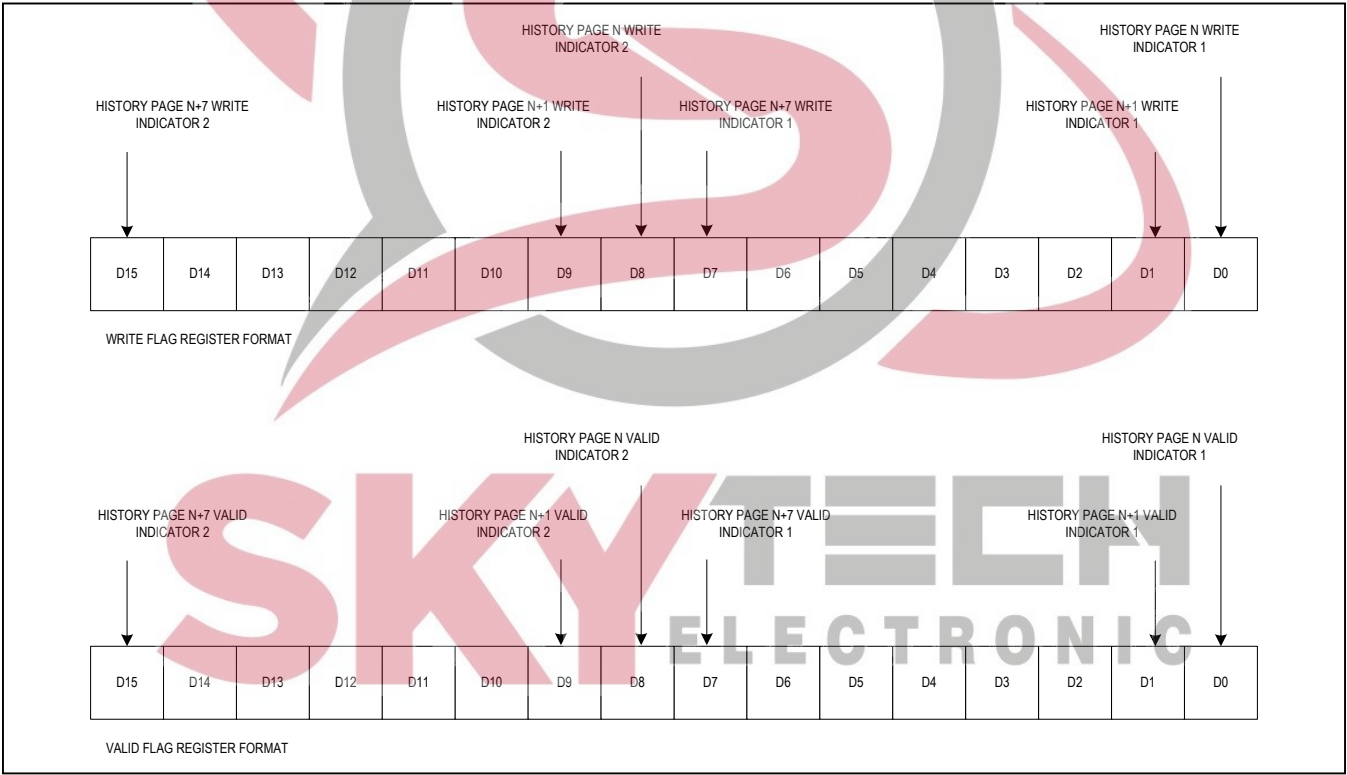 HISTORY PAGE N WRITE
INDICATOR 2
HISTORY PAGE N WRITE
INDICATOR 1
HISTORY PAGE N+7 WRITE
INDICATOR 2
HISTORY PAGE N+1 WRITE
INDICATOR 2
HISTORY PAGE N+7 WRITE
INDICATOR 1
HISTORY PAGE N+1 WRITE
INDICATOR 1
D15 D14 D13 D12 D11 D10 D9 D8 D7 D6 D5 D4 D3 D2 D1 D0
WRITE FLAG REGISTER FORMAT
HISTORY PAGE N VALID
INDICATOR 2
HISTORY PAGE N VALID
INDICATOR 1
HISTORY PAGE N+7 VALID
INDICATOR 2
HISTORY PAGE N+1 VALID
INDICATOR 2
HISTORY PAGE N+7 VALID
INDICATOR 1
HISTORY PAGE N+1 VALID
INDICATOR 1
SKYTECH
ELECTRONIC
D15 D14 D13 D12 D11 D10 D9 D8 D7 D6 D5 D4 D3 D2 D1 D0
VALID FLAG REGISTER FORMAT